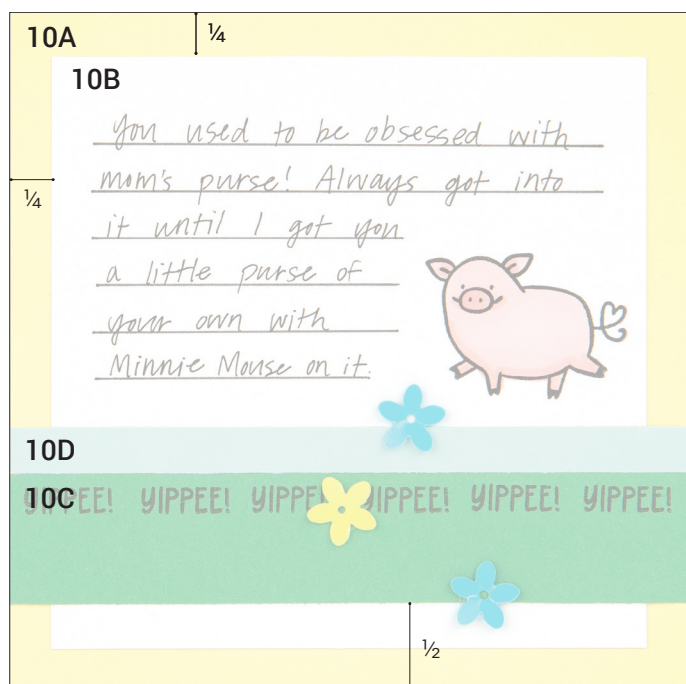 10A
¼
10B
You used to be obsessed with
mom's purse! Always got into
¼
it until I got you
a little purse of
your own with
Minnie Mouse on it.
10D
10C
YIPPEE! YIPPEE! YIPPEE! YIPPEE! YIPPEE! YIPPEE!
½